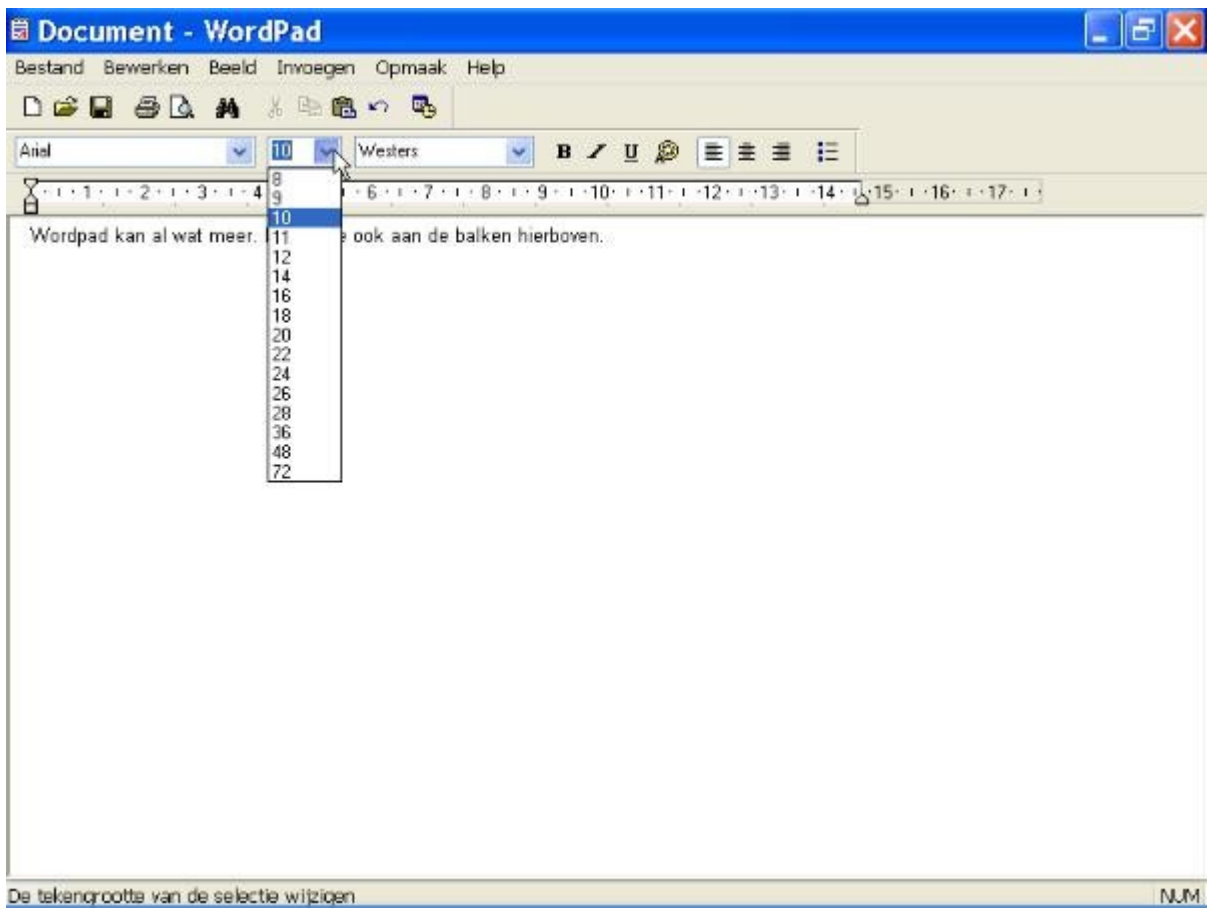 Document - WordPad
Bestand Bewerken Beeld Invoegen Opmaak Help
Arial 10 Westers B U
1 2 3 4 6 7 8 9 10 11 12 13 14 15 16 17
Wordpad kan al wat meer. ook aan de balken hierboven.
8
9
10
11
12
14
16
18
20
22
24
26
28
36
48
72
De tekengrootte van de selectie wijzigen NUM